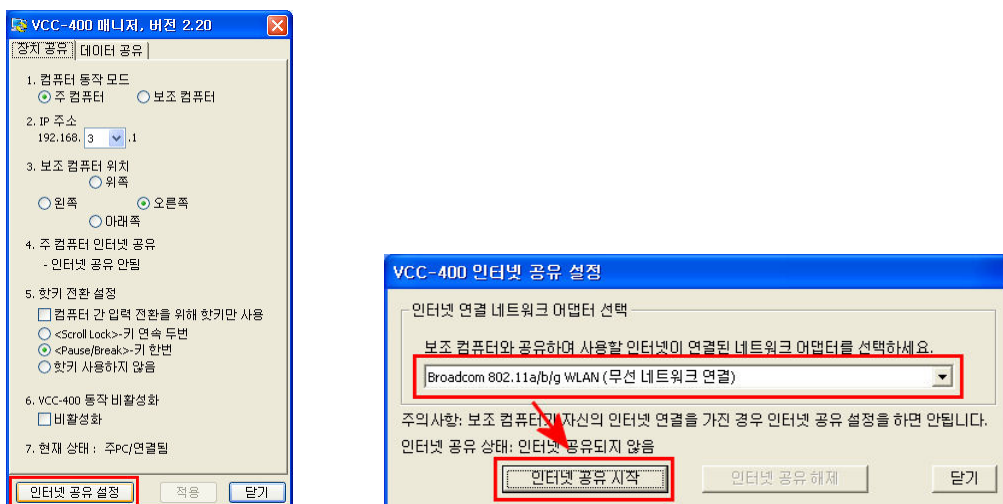 VCC-400 매니저, 버전 2.20
장치 공유 데이터 공유
1. 컴퓨터 동작 모드
주 컴퓨터 보조 컴퓨터
2. IP 주소
192.168. 3 .1
3. 보조 컴퓨터 위치
위쪽
왼쪽 오른쪽
아래쪽
4. 주 컴퓨터 인터넷 공유
- 인터넷 공유 안됨
5. 핫키 전환 설정
컴퓨터 간 입력 전환을 위해 핫키만 사용
<Scroll Lock>-키 연속 두번
<Pause/Break>-키 한번
핫키 사용하지 않음
6. VCC-400 동작 비활성화
비활성화
7. 현재 상태 : 주PC/연결됨
인터넷 공유 설정 적용 닫기
VCC-400 인터넷 공유 설정
인터넷 연결 네트워크 어댑터 선택
보조 컴퓨터와 공유하며 사용할 인터넷이 연결된 네트워크 어댑터를 선택하세요.
Broadcom 802.11a/b/g WLAN (무선 네트워크 연결)
주의사항: 보조 컴퓨터가 자신의 인터넷 연결을 가진 경우 인터넷 공유 설정을 하면 안됩니다.
인터넷 공유 상태: 인터넷 공유되지 않음
인터넷 공유 시작 인터넷 공유 해제 닫기